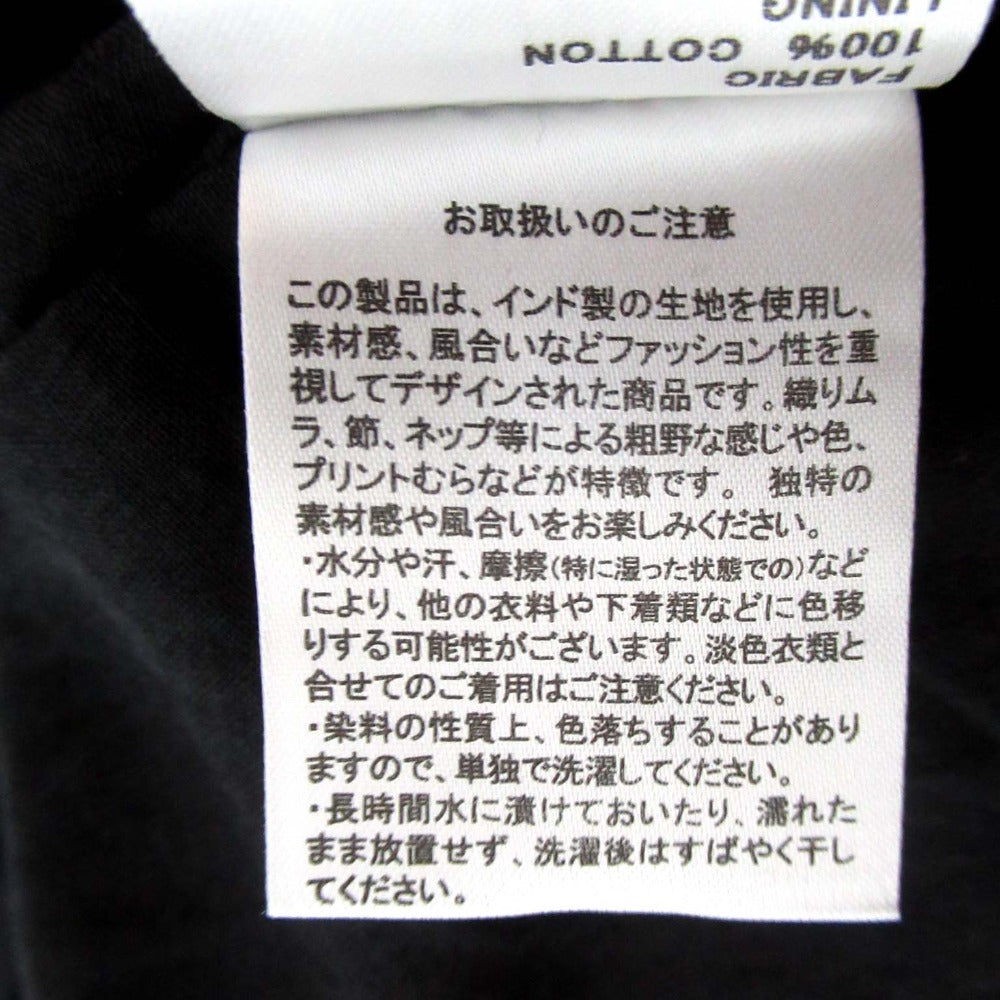 LINING
100% COTTON
FABRIC
お取扱いのご注意
この製品は、インド製の生地を使用し、
素材感、風合いなどファッション性を重
視してデザインされた商品です。織りム
ラ、節、ネップ等による粗野な感じや色、
プリントむらなどが特徴です。 独特の
素材感や風合いをお楽しみください。
・水分や汗、摩擦(特に湿った状態での)など
により、他の衣料や下着類などに色移
りする可能性がございます。淡色衣類と
合せてのご着用はご注意ください。
・染料の性質上、色落ちすることがあり
ますので、単独で洗濯してください。
・長時間水に漬けておいたり、濡れた
まま放置せず、洗濯後はすばやく干し
てください。